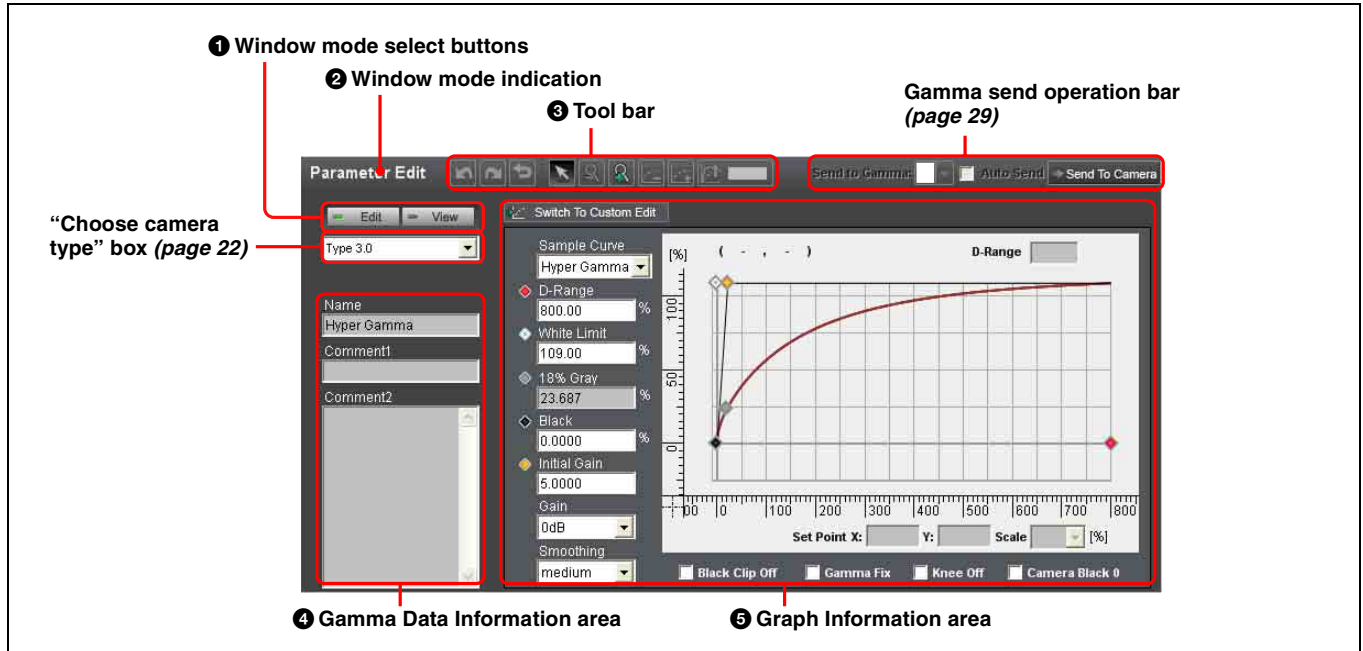 ❶ Window mode select buttons
❷ Window mode indication
❸ Tool bar
Gamma send operation bar
(page 29)
“Choose camera
type” box (page 22)
Parameter Edit
Send to Gamma:
Auto Send
Send To Camera
Edit
View
Type 3.0
Switch To Custom Edit
Name
Hyper Gamma
Comment1
Comment2
Sample Curve
Hyper Gamma
D-Range
800.00 %
White Limit
109.00 %
18% Gray
23.687 %
Black
0.0000 %
Initial Gain
5.0000
Gain
0dB
Smoothing
medium
[%] ( - , - ) D-Range
100
50
0
00 0 100 200 300 400 500 600 700 800
Set Point X: Y: Scale [%]
Black Clip Off Gamma Fix Knee Off Camera Black 0
❹ Gamma Data Information area
❺ Graph Information area